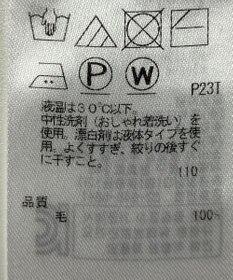 P W
P23T
液温は30℃以下。
中性洗剤（おしゃれ着洗い）を
使用。漂白剤は液体タイプを使
用。よくすすぎ、絞りの後すぐ
に干すこと。
110
品質
毛 100%